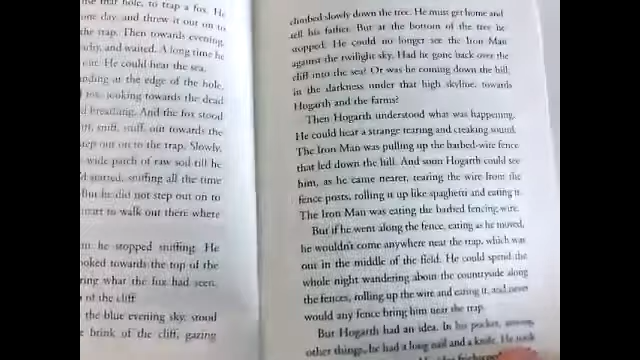 to trap a fox. He
one day and threw it out on to
the trap. Then towards evening,
and waited. A long time he
He could hear the sea.
at the edge of the hole,
looking towards the dead
breathing. And the fox stood
sniff, sniff, out towards the
out on to the trap. Slowly,
wide patch of raw soil till he
started, sniffing all the time
But he did not step out on to
to walk out there where
he stopped sniffing. He
looked towards the top of the
what the fox had seen.
of the cliff
the blue evening sky, stood
brink of the cliff, gazing
climbed slowly down the tree. He must get home and
tell his father. But at the bottom of the tree he
stopped. He could no longer see the Iron Man
against the twilight sky. Had he gone back over the
cliff into the sea? Or was he coming down the hill,
in the darkness under that high skyline, towards
Hogarth and the farms?
Then Hogarth understood what was happening.
He could hear a strange tearing and creaking sound.
The Iron Man was pulling up the barbed-wire fence
that led down the hill. And soon Hogarth could see
him, as he came nearer, tearing the wire from the
fence posts, rolling it up like spaghetti and eating it.
The Iron Man was eating the barbed fencing wire.
But if he went along the fence, eating as he moved,
he wouldn't come anywhere near the trap, which was
out in the middle of the field. He could spend the
whole night wandering about the countryside along
the fences, rolling up the wire and eating it, and never
would any fence bring him near the trap.
But Hogarth had an idea. In his pocket, among
other things, he had a long nail and a knife. He took